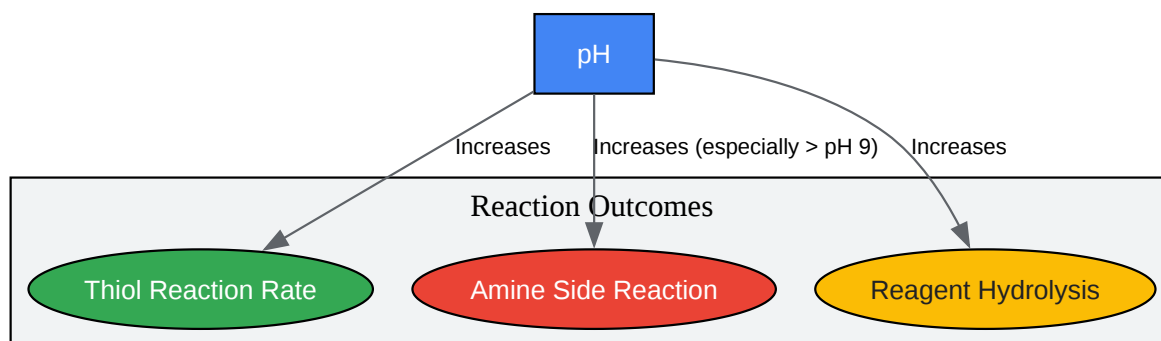 pH
Increases
Increases (especially > pH 9)
Increases
Reaction Outcomes
Thiol Reaction Rate
Amine Side Reaction
Reagent Hydrolysis